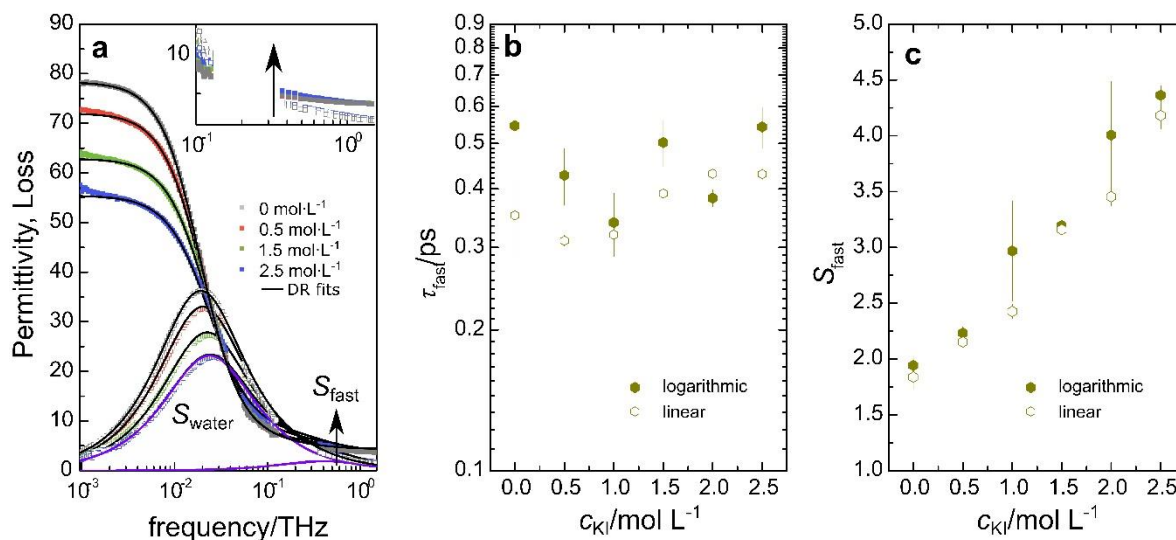 a
Permittivity, Loss
90
80
70
60
50
40
30
20
10
0
10⁻³
10⁻²
10⁻¹
10⁰
frequency/THz
10
10⁻¹
10⁰
0 mol·L⁻¹
0.5 mol·L⁻¹
1.5 mol·L⁻¹
2.5 mol·L⁻¹
DR fits
S_water
S_fast
b
τ_fast/ps
0.9
0.8
0.7
0.6
0.5
0.4
0.3
0.2
0.1
logarithmic
linear
0.0 0.5 1.0 1.5 2.0 2.5
c_KI/mol L⁻¹
c
S_fast
5.0
4.5
4.0
3.5
3.0
2.5
2.0
1.5
1.0
logarithmic
linear
0.0 0.5 1.0 1.5 2.0 2.5
c_KI/mol L⁻¹